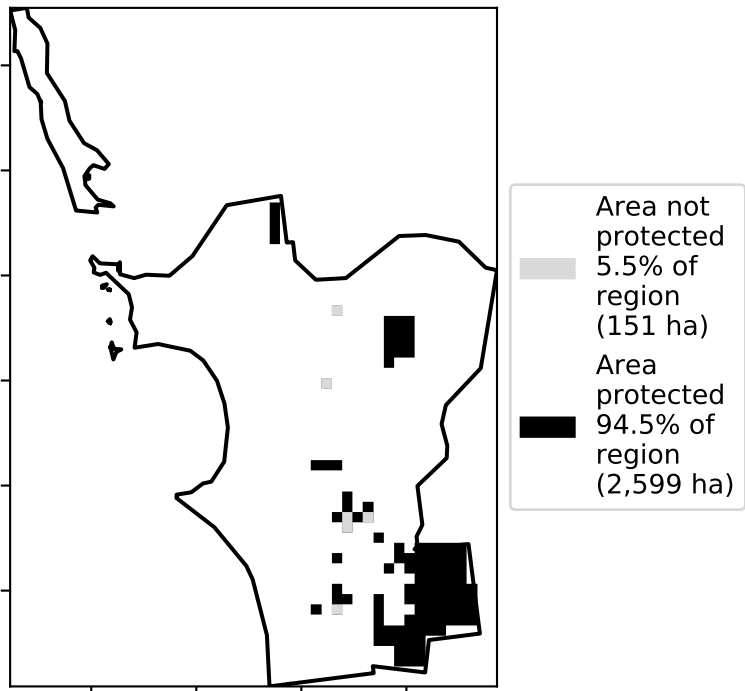 Area not
protected
5.5% of
region
(151 ha)
Area
protected
94.5% of
region
(2,599 ha)